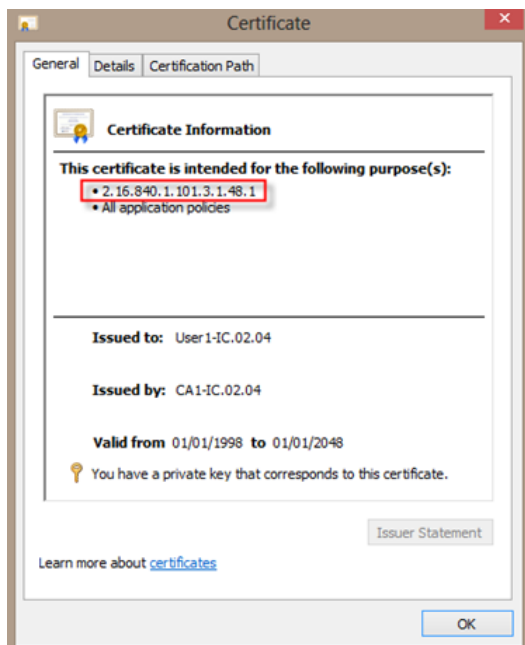 Certificate
General Details Certification Path
Certificate Information
This certificate is intended for the following purpose(s):
• 2.16.840.1.101.3.1.48.1
• All application policies
Issued to: User1-IC.02.04
Issued by: CA1-IC.02.04
Valid from 01/01/1998 to 01/01/2048
You have a private key that corresponds to this certificate.
Issuer Statement
Learn more about certificates
OK